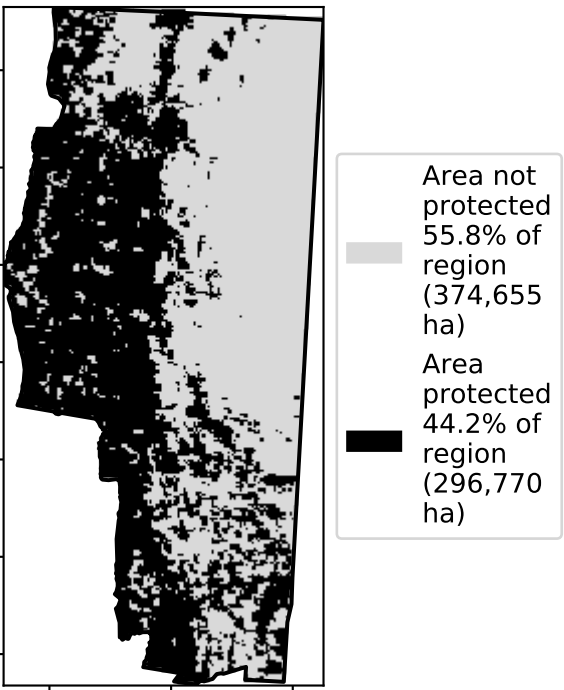 Area not
protected
55.8% of
region
(374,655
ha)
Area
protected
44.2% of
region
(296,770
ha)